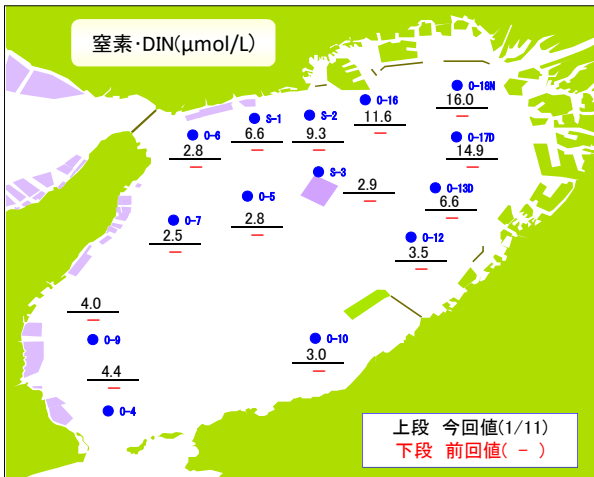 窒素・DIN(μmol/L)
O-18N
16.0
—
O-16
11.6
—
S-2
9.3
—
S-1
6.6
—
O-6
2.8
—
O-17D
14.9
—
S-3
2.9
—
O-13D
6.6
—
O-5
2.8
—
O-7
2.5
—
O-12
3.5
—
4.0
—
O-9
O-10
3.0
—
4.4
—
O-4
上段 今回値(1/11)
下段 前回値( - )